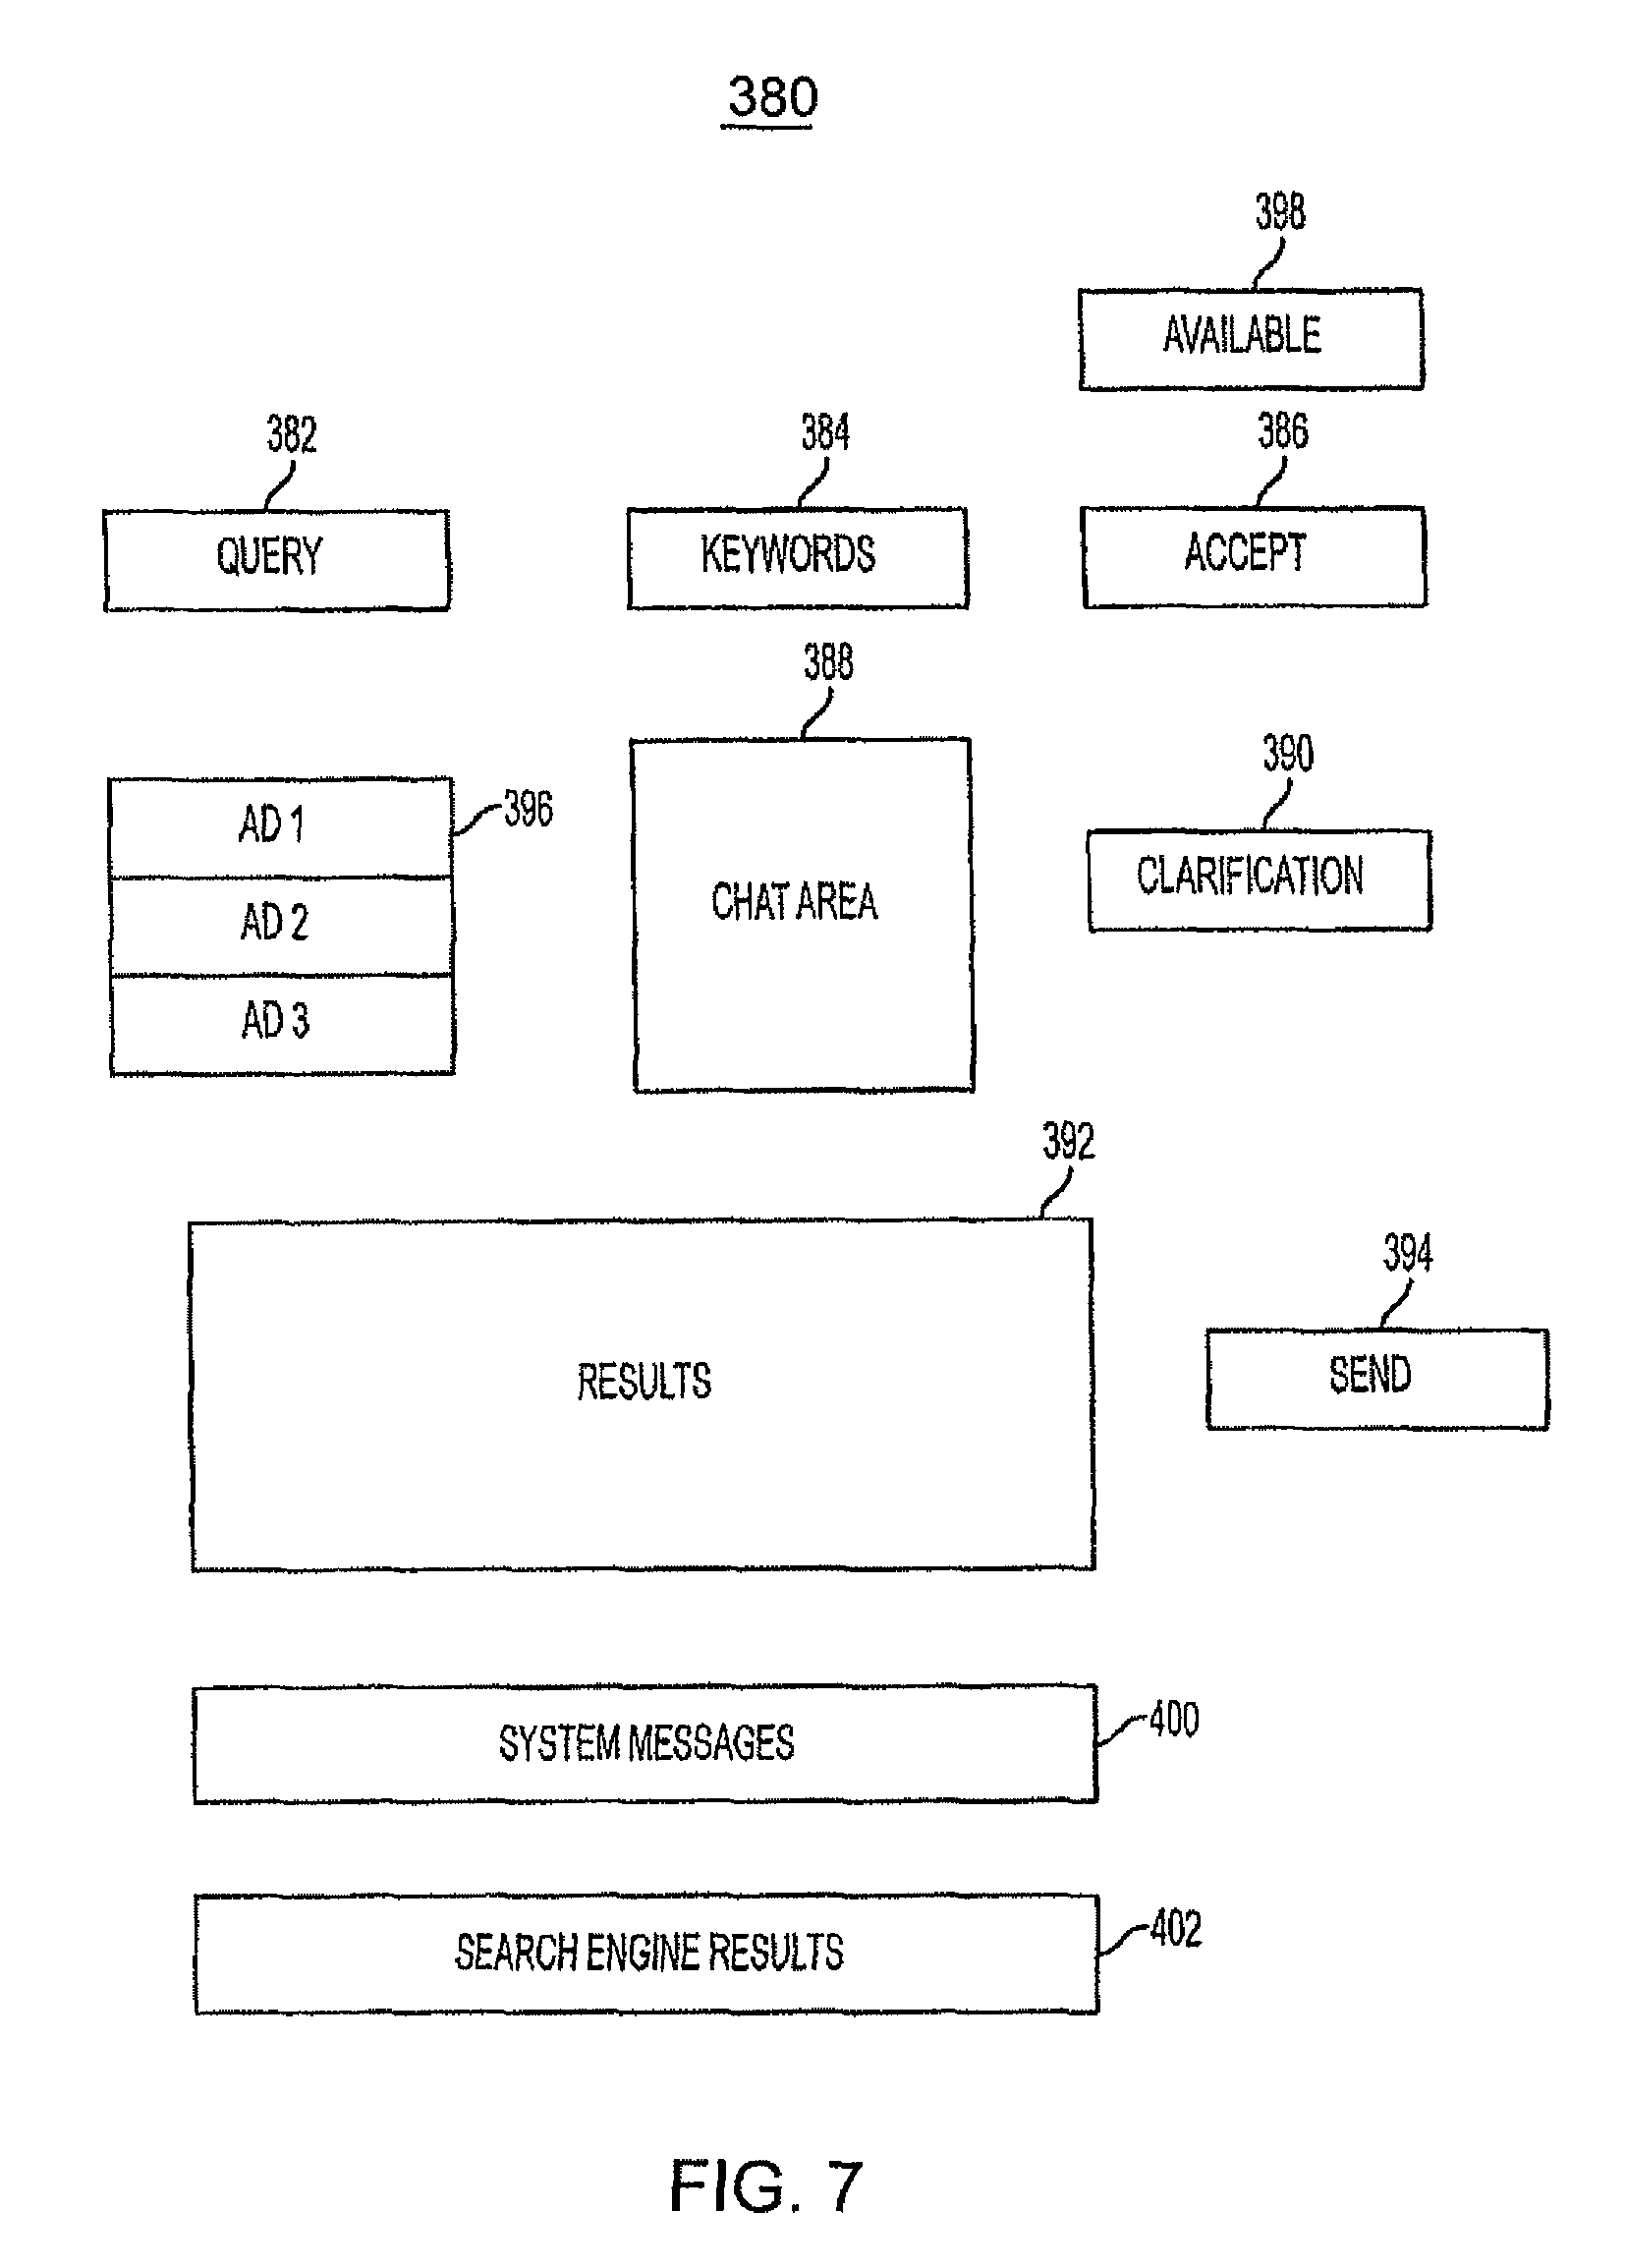 380
398
AVAILABLE
382
384
386
QUERY
KEYWORDS
ACCEPT
388
390
396
AD 1
AD 2
AD 3
CHAT AREA
CLARIFICATION
392
394
RESULTS
SEND
400
SYSTEM MESSAGES
402
SEARCH ENGINE RESULTS
FIG. 7